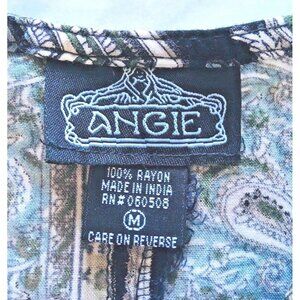 ANGIE
100% RAYON
MADE IN INDIA
RN# 060508
M
CARE ON REVERSE